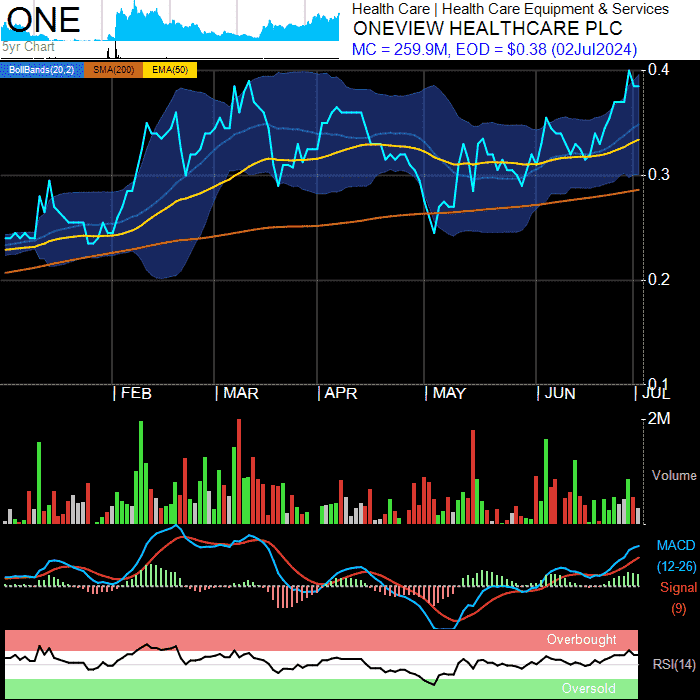 ONE
5yr Chart
Health Care | Health Care Equipment & Services
ONEVIEW HEALTHCARE PLC
MC = 259.9M, EOD = $0.38 (02Jul2024)
BollBands(20,2) SMA(200) EMA(50)
0.4
0.3
0.2
0.1
FEB MAR APR MAY JUN JUL
2M
Volume
MACD
(12-26)
Signal
(9)
Overbought
RSI(14)
Oversold